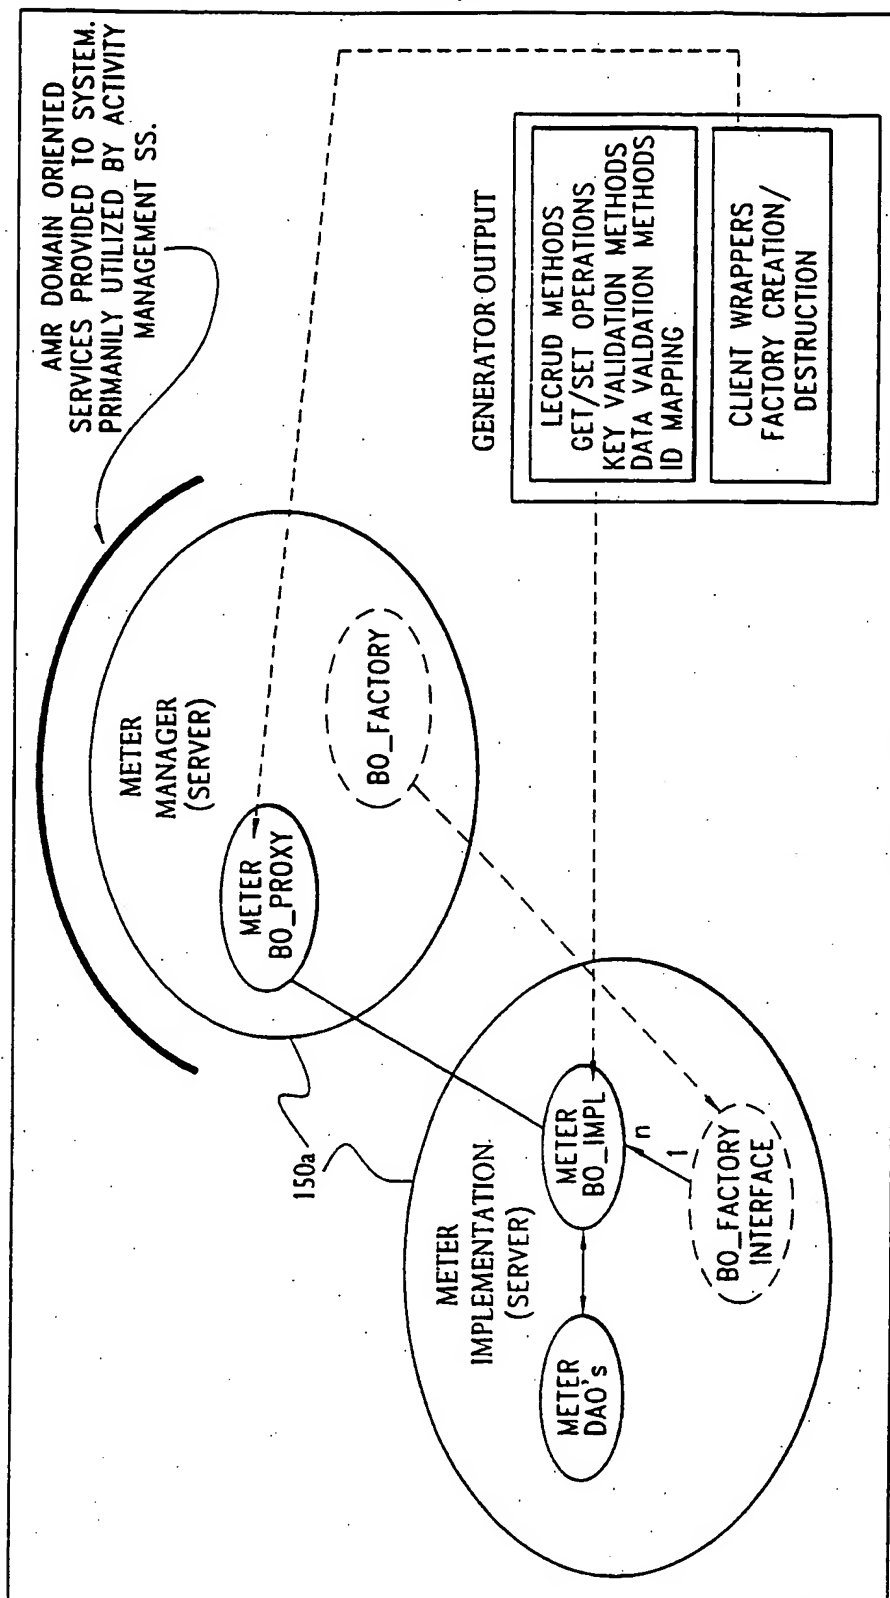 AMR DOMAIN ORIENTED
SERVICES PROVIDED TO SYSTEM.
PRIMANILY UTILIZED BY ACTIVITY
MANAGEMENT SS.
METER
MANAGER
(SERVER)
METER
BO_PROXY
BO_FACTORY
150a
METER
IMPLEMENTATION
(SERVER)
METER
DAO's
METER
BO_IMPL
n
1
BO_FACTORY
INTERFACE
GENERATOR OUTPUT
LECRUD METHODS
GET/SET OPERATIONS
KEY VALIDATION METHODS
DATA VALDATION METHODS
ID MAPPING
CLIENT WRAPPERS
FACTORY CREATION/
DESTRUCTION